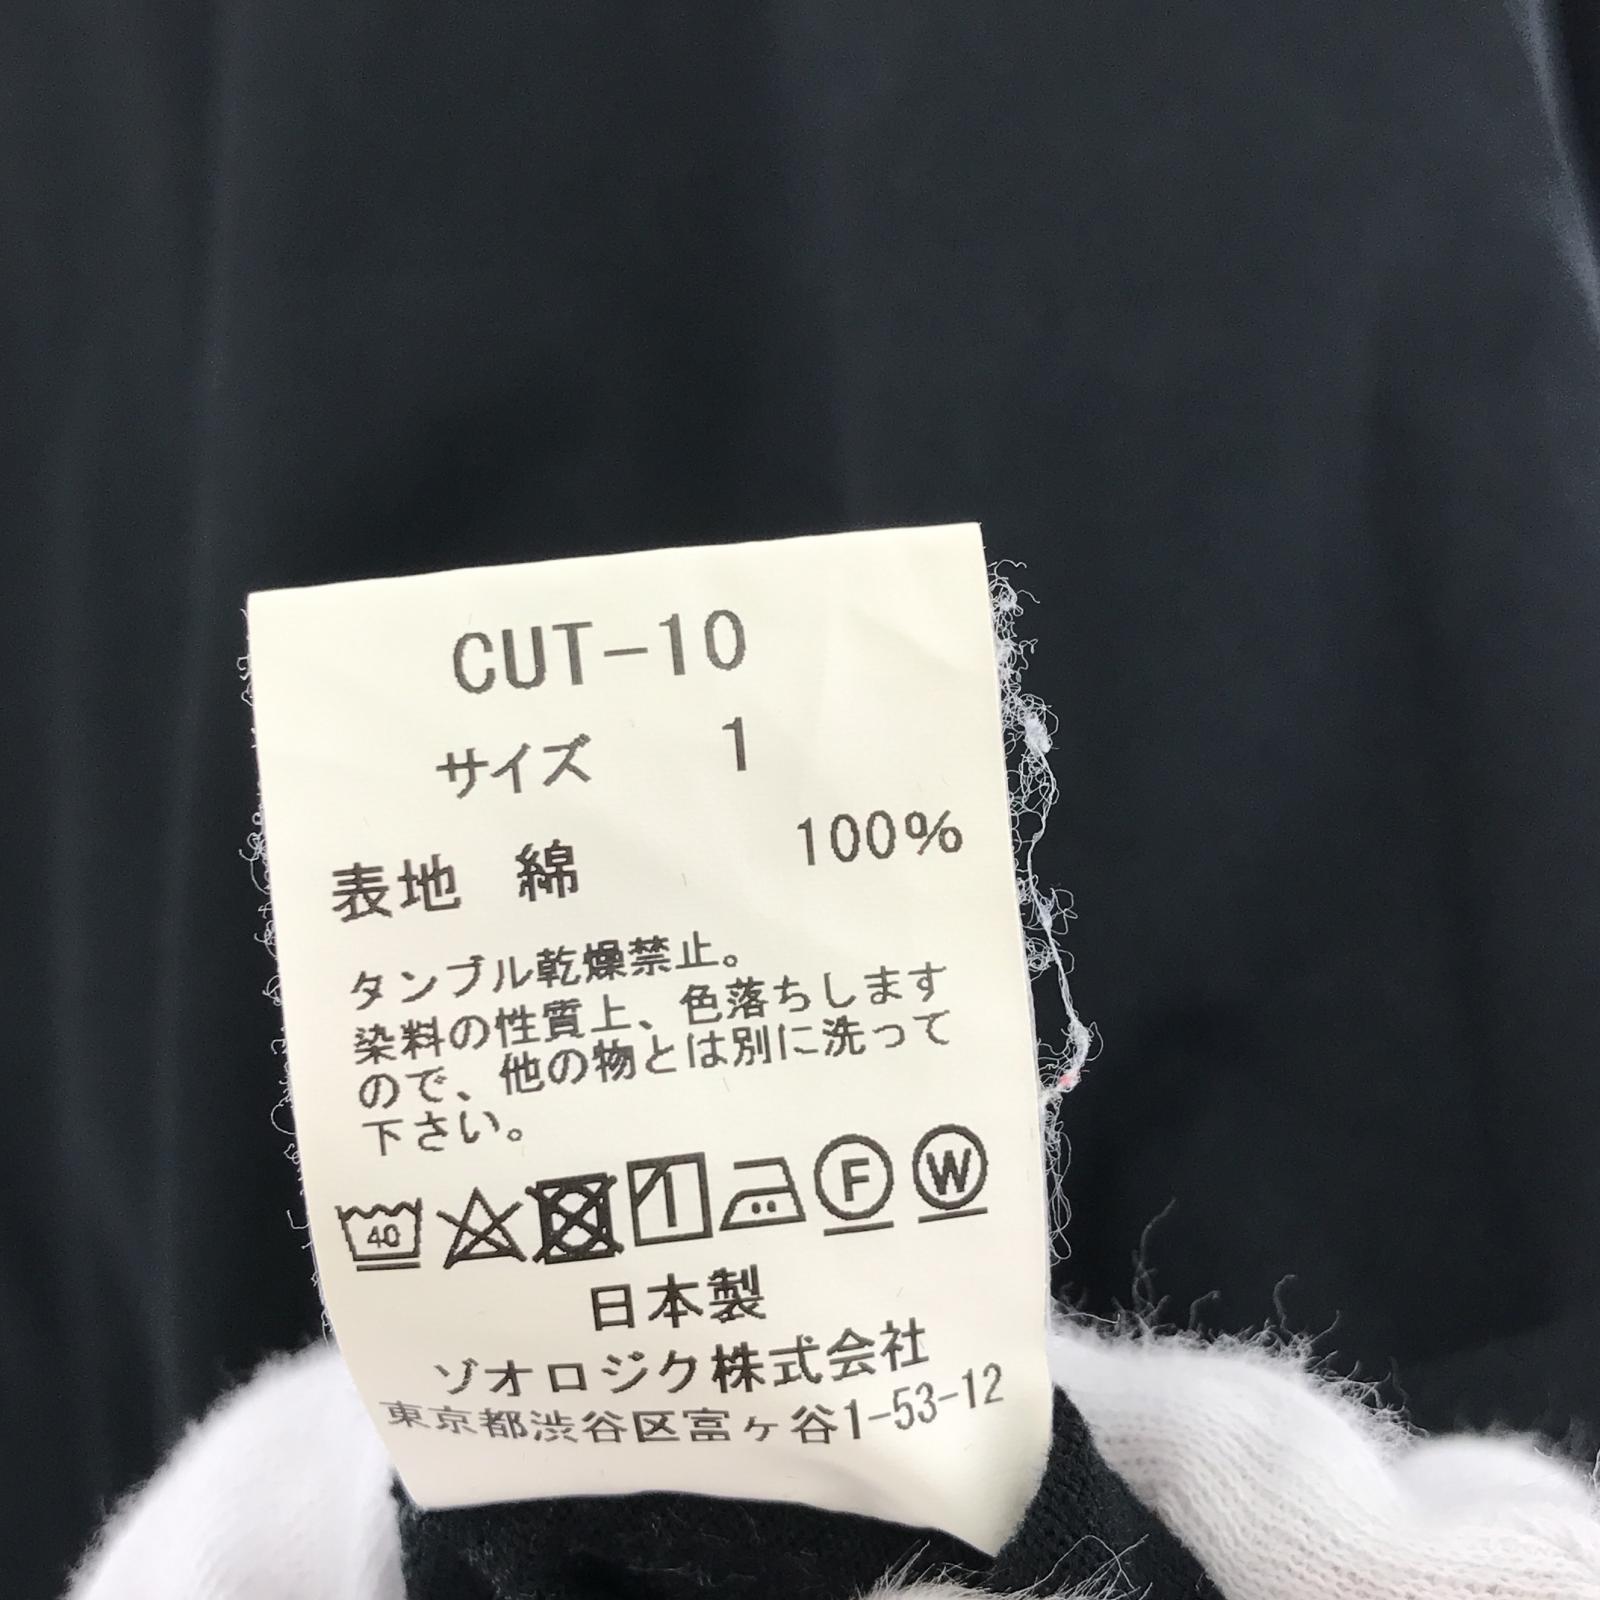 CUT-10
サイズ 1
表地 綿 100%
タンブル乾燥禁止。
染料の性質上、色落ちします
ので、他の物とは別に洗って
下さい。
40 F W
日本製
ゾオロジク株式会社
東京都渋谷区富ヶ谷1-53-12